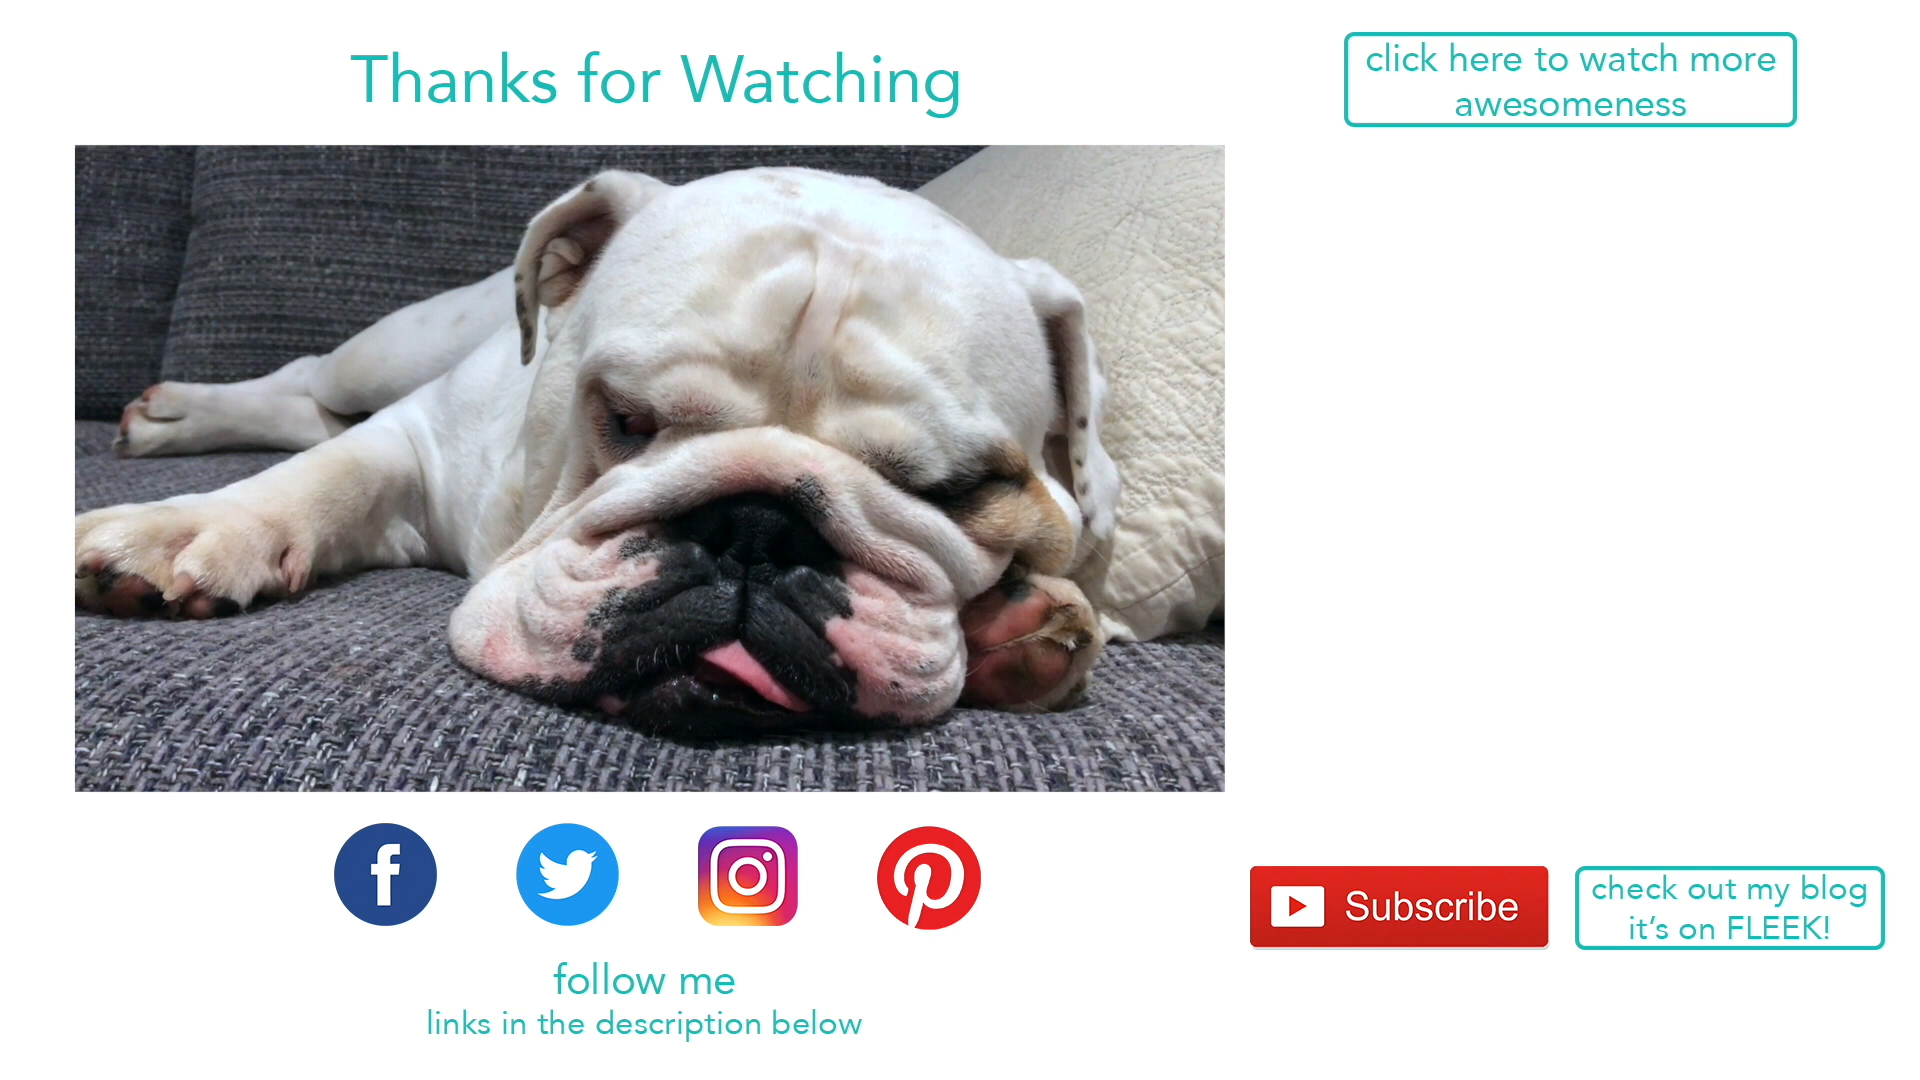 Thanks for Watching
click here to watch more
awesomeness
Subscribe
check out my blog
it's on FLEEK!
follow me
links in the description below